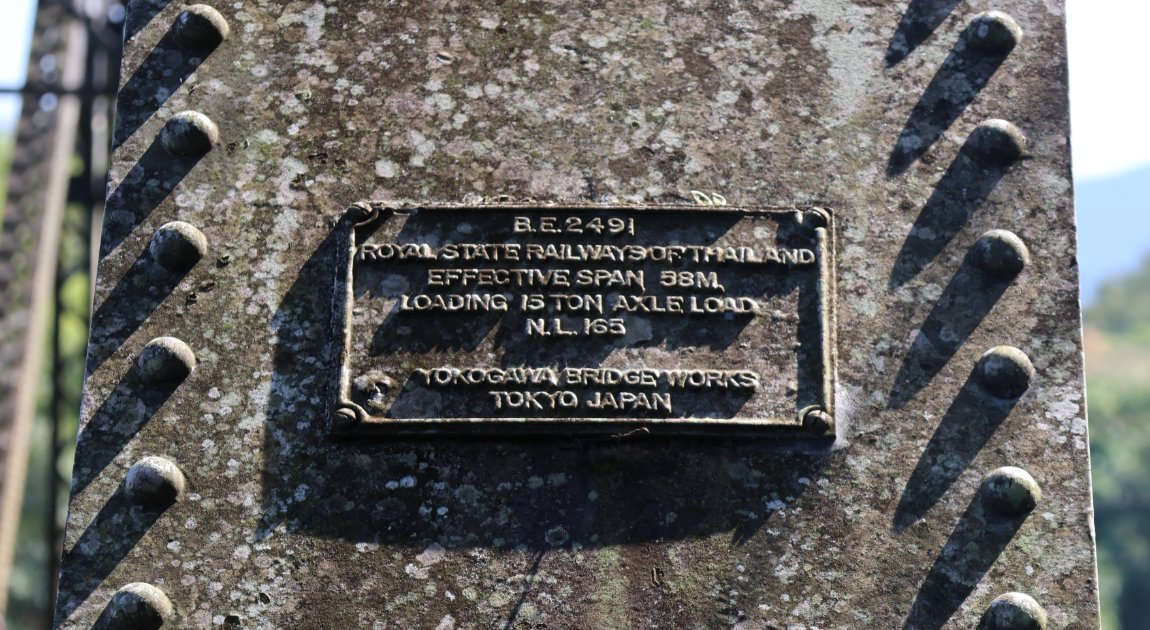 B.E.2491
ROYAL STATE RAILWAYS OF THAILAND
EFFECTIVE SPAN 38M.
LOADING 15 TON AXLE LOAD.
N.L.165
YOKOGAWA BRIDGE WORKS
TOKYO JAPAN